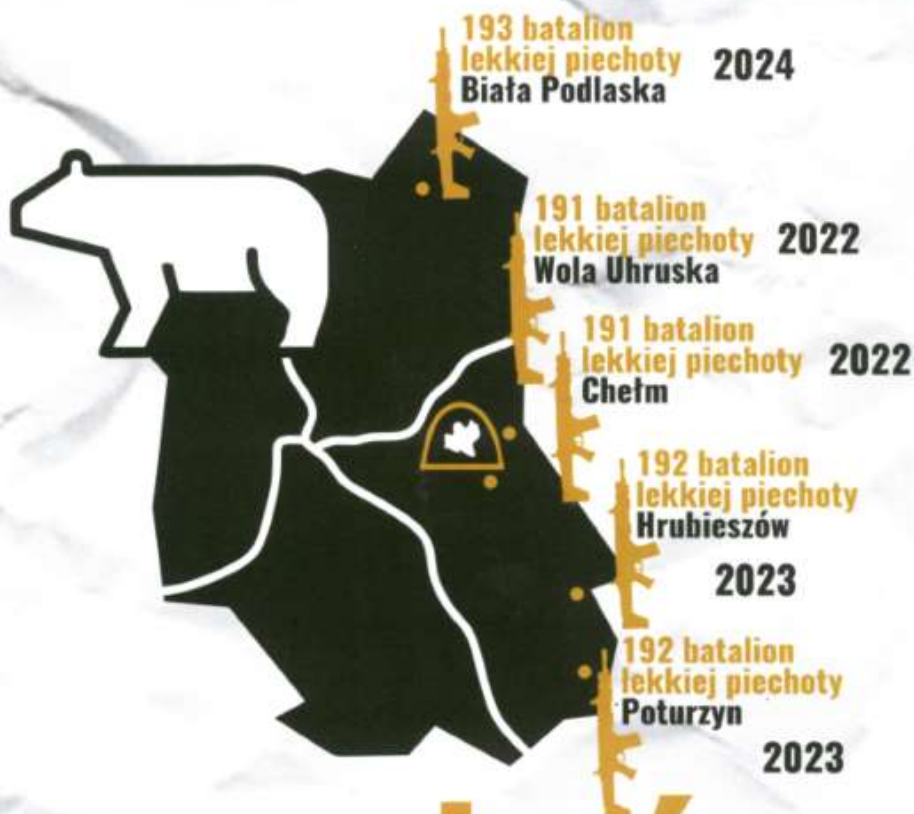 193 batalion
lekkiej piechoty
Biała Podlaska
2024
191 batalion
lekkiej piechoty
Wola Uhruska
2022
191 batalion
lekkiej piechoty
Chełm
2022
192 batalion
lekkiej piechoty
Hrubieszów
2023
192 batalion
lekkiej piechoty
Poturzyn
2023